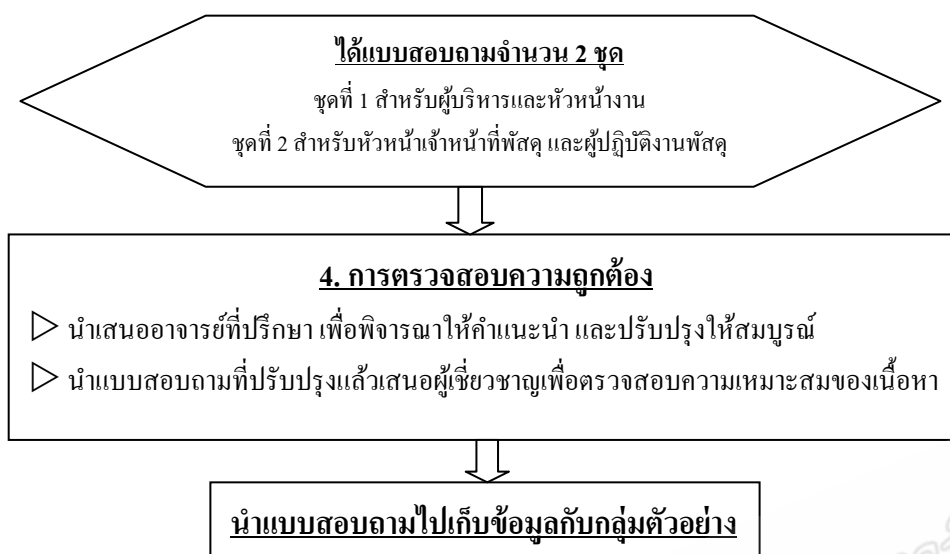 ได้แบบสอบถามจำนวน 2 ชุด
ชุดที่ 1 สำหรับผู้บริหารและหัวหน้างาน
ชุดที่ 2 สำหรับหัวหน้าเจ้าหน้าที่พัสดุ และผู้ปฏิบัติงานพัสดุ
4. การตรวจสอบความถูกต้อง
นำเสนออาจารย์ที่ปรึกษา เพื่อพิจารณาให้คำแนะนำ และปรับปรุงให้สมบูรณ์
นำแบบสอบถามที่ปรับปรุงแล้วเสนอผู้เชี่ยวชาญเพื่อตรวจสอบความเหมาะสมของเนื้อหา
นำแบบสอบถามไปเก็บข้อมูลกับกลุ่มตัวอย่าง